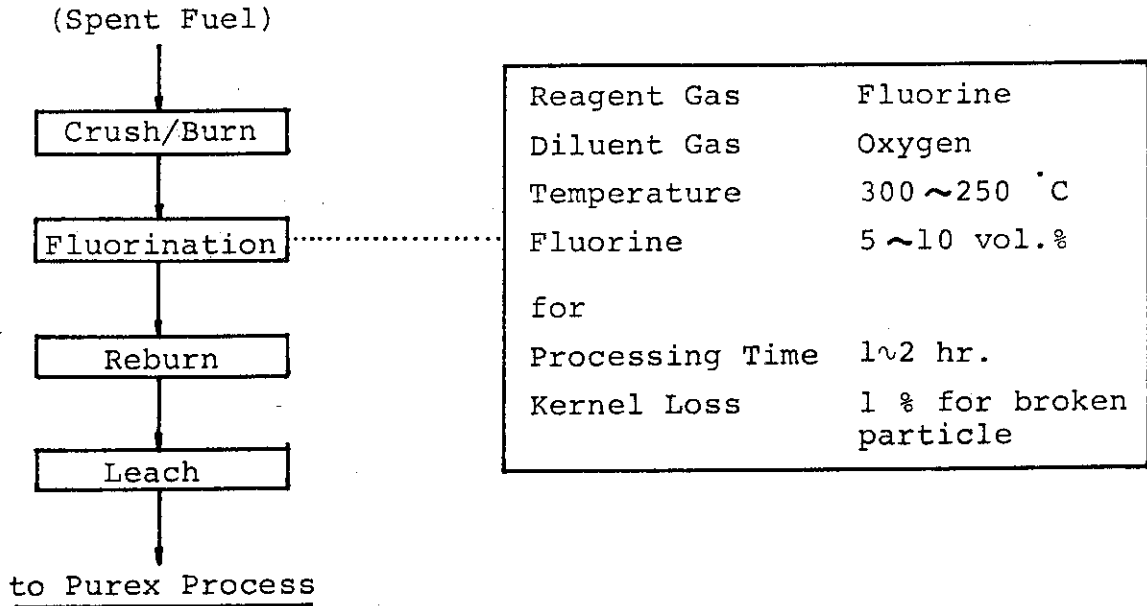 (Spent Fuel)
Crush/Burn
Fluorination
Reburn
Leach
to Purex Process
Reagent Gas Fluorine
Diluent Gas Oxygen
Temperature 300~250 °C
Fluorine 5~10 vol.%
for
Processing Time 1~2 hr.
Kernel Loss 1 % for broken
particle